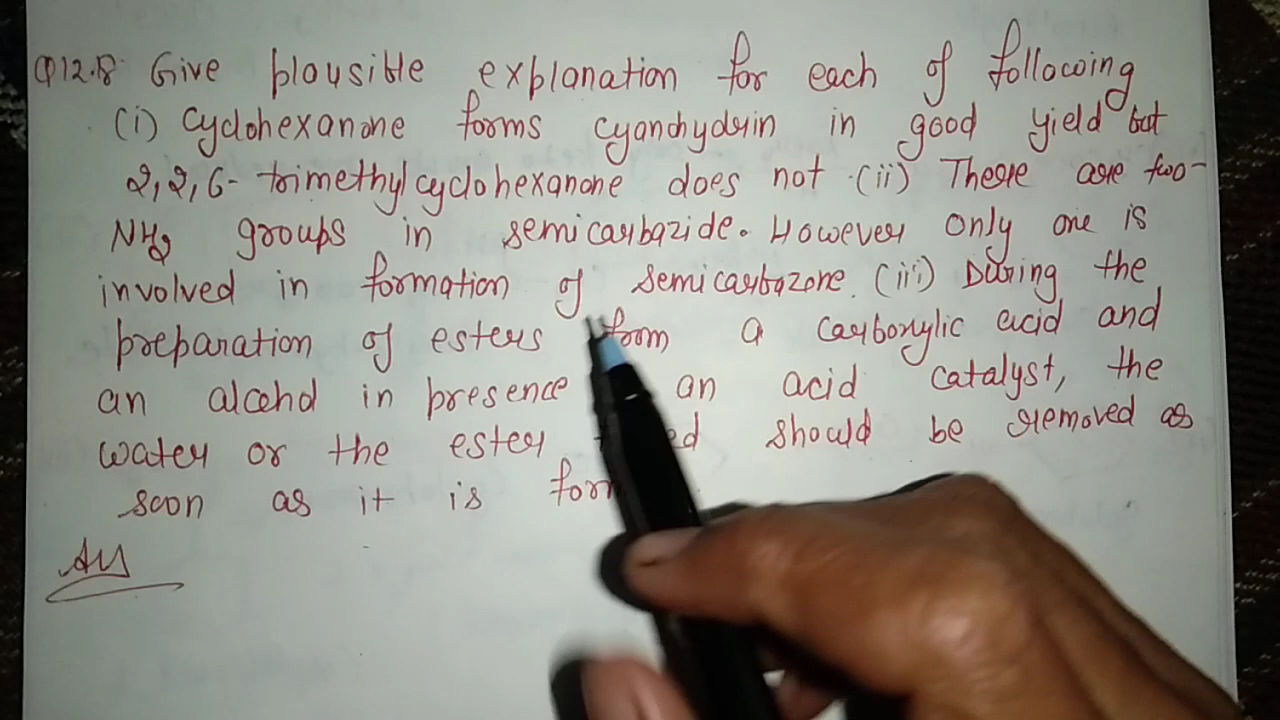 Q12.18 Give plausible explanation for each of following
(i) Cyclohexanone forms cyanohydrin in good yield but
2,2,6-trimethylcyclohexanone does not. (ii) There are two-
NH2 groups in semicarbazide. However only one is
involved in formation of semicarbazone. (iii) During the
preparation of esters form a carboxylic acid and
an alcohol in presence an acid catalyst, the
water or the ester should be removed as
soon as it is
Ans